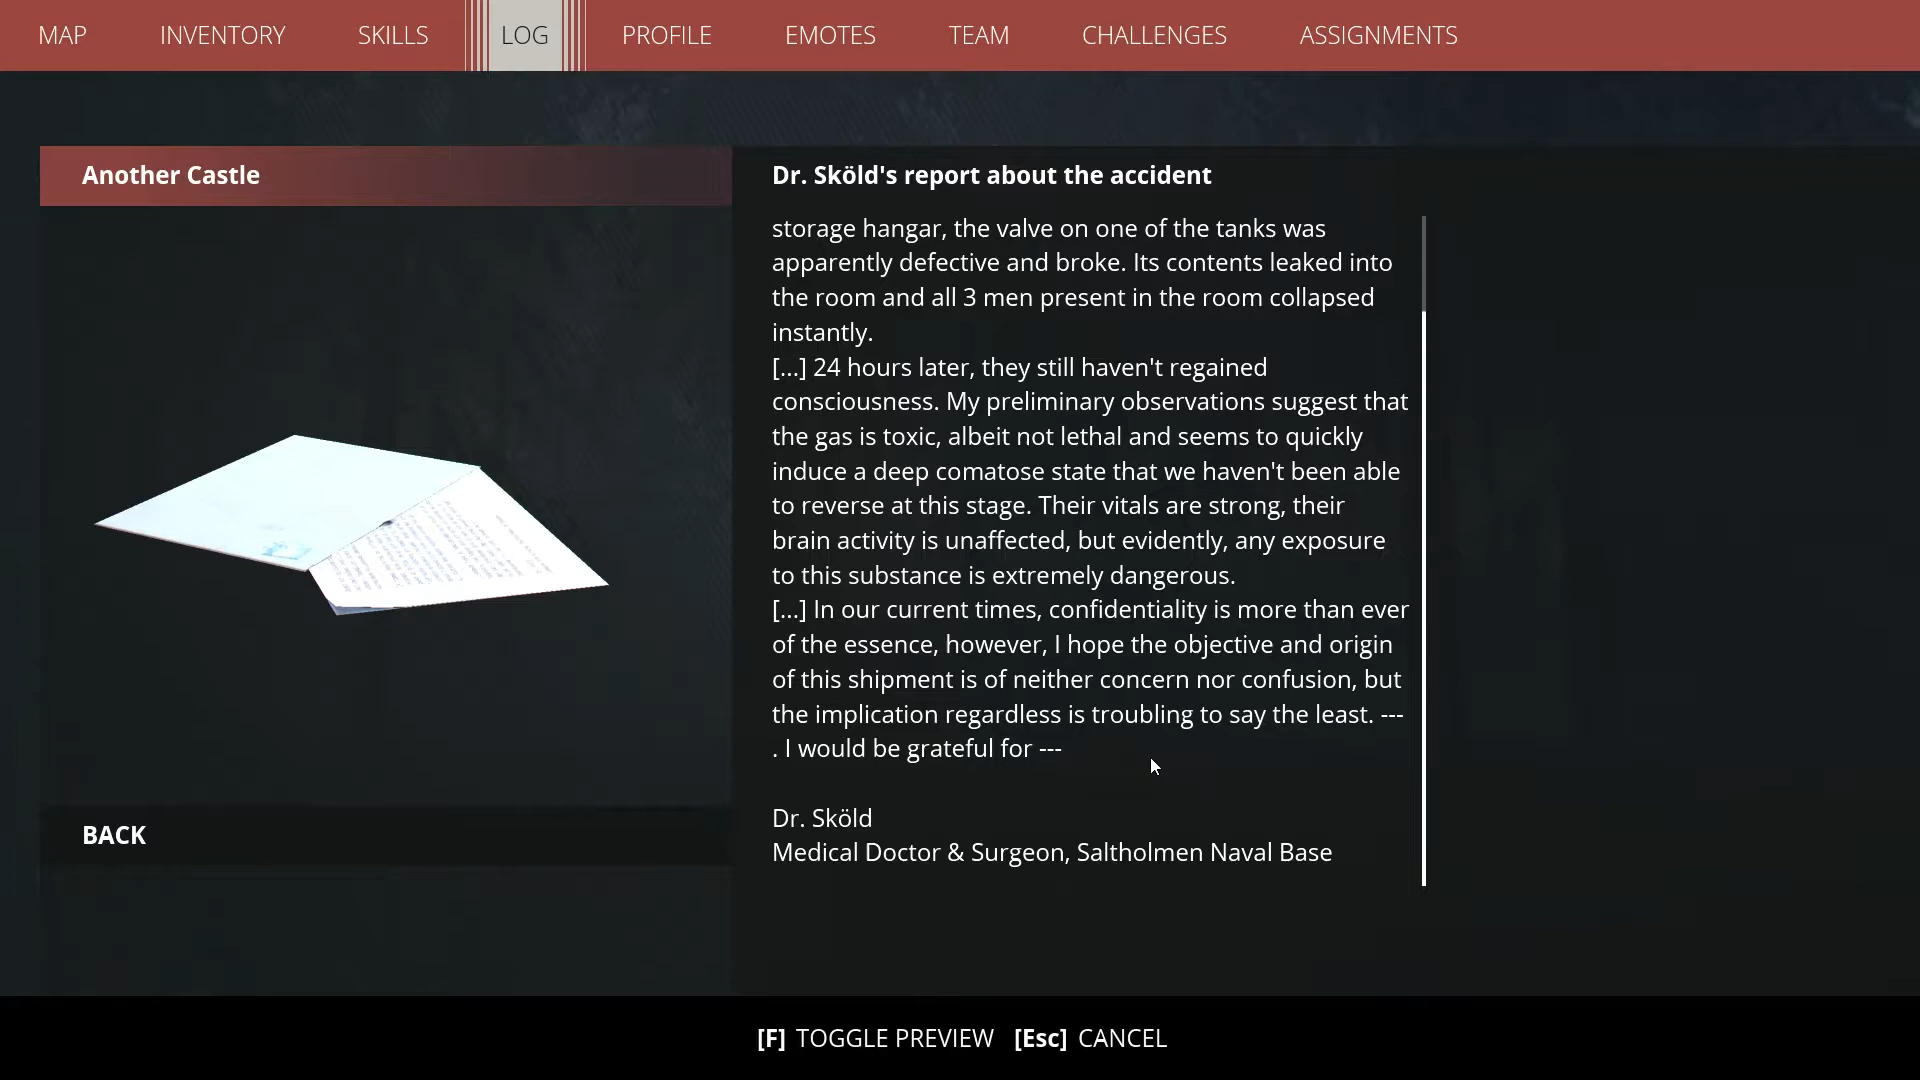 MAP INVENTORY SKILLS LOG PROFILE EMOTES TEAM CHALLENGES ASSIGNMENTS
Another Castle
Dr. Sköld's report about the accident
storage hangar, the valve on one of the tanks was
apparently defective and broke. Its contents leaked into
the room and all 3 men present in the room collapsed
instantly.
[...] 24 hours later, they still haven't regained
consciousness. My preliminary observations suggest that
the gas is toxic, albeit not lethal and seems to quickly
induce a deep comatose state that we haven't been able
to reverse at this stage. Their vitals are strong, their
brain activity is unaffected, but evidently, any exposure
to this substance is extremely dangerous.
[...] In our current times, confidentiality is more than ever
of the essence, however, I hope the objective and origin
of this shipment is of neither concern nor confusion, but
the implication regardless is troubling to say the least. ---
. I would be grateful for ---
Dr. Sköld
Medical Doctor & Surgeon, Saltholmen Naval Base
BACK
[F] TOGGLE PREVIEW [Esc] CANCEL